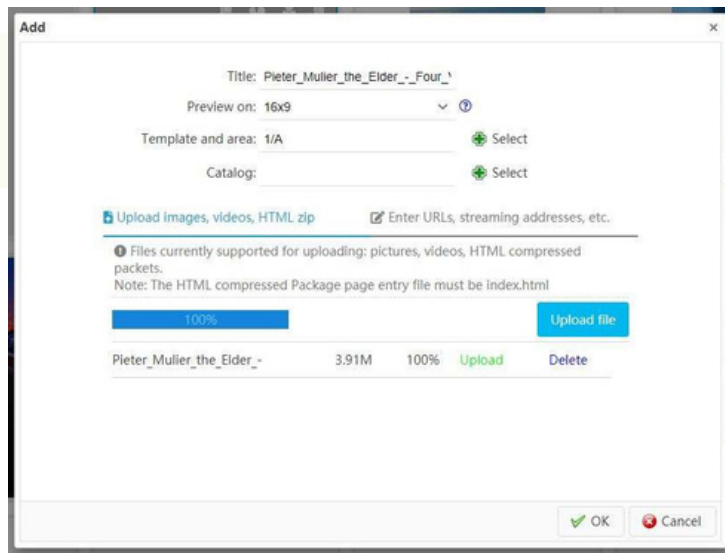 Add
Title: Pieter_Mulier_the_Elder_-_Four_
Preview on: 16x9
Template and area: 1/A Select
Catalog: Select
Upload images, videos, HTML zip Enter URLs, streaming addresses, etc.
Files currently supported for uploading: pictures, videos, HTML compressed
packets.
Note: The HTML compressed Package page entry file must be index.html
100% Upload file
Pieter_Mulier_the_Elder_- 3.91M 100% Upload Delete
OK Cancel